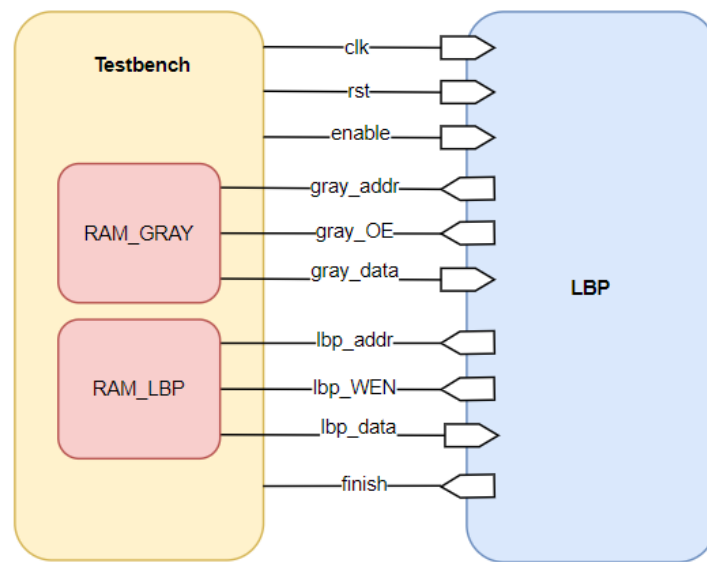 Testbench
clk
rst
enable
gray_addr
RAM_GRAY
gray_OE
gray_data
LBP
lbp_addr
RAM_LBP
lbp_WEN
lbp_data
finish